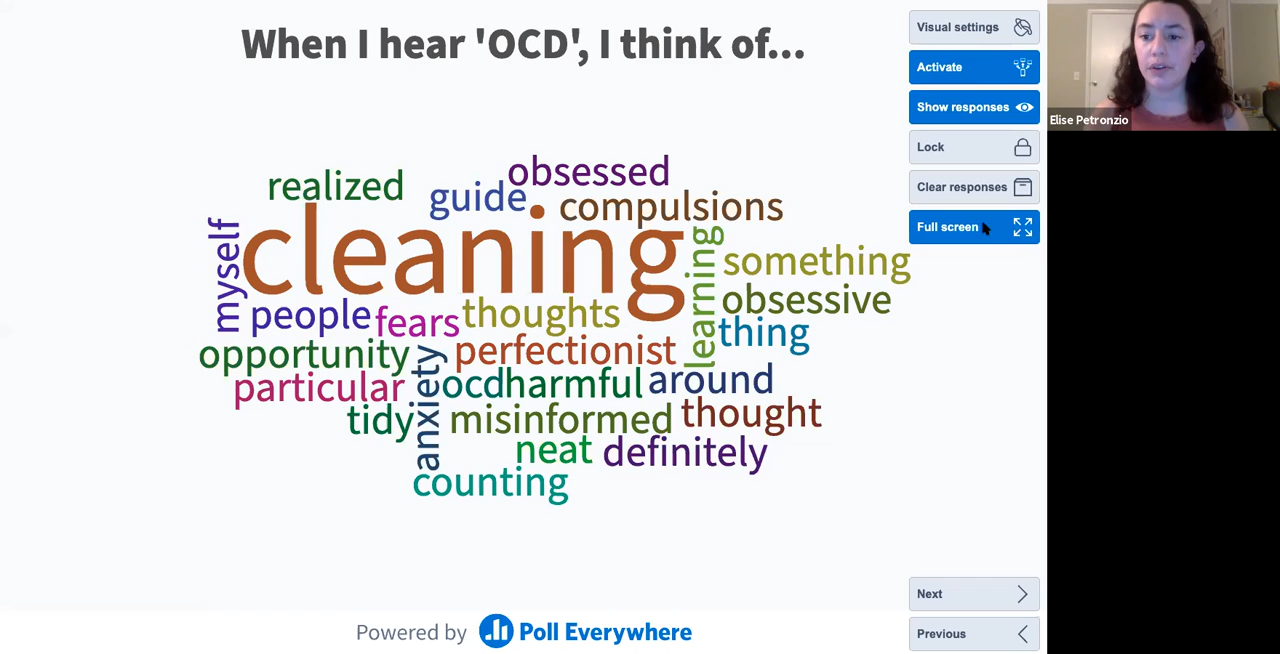 When I hear 'OCD', I think of...
Visual settings
Activate
Show responses
Lock
Clear responses
Full screen
Elise Petronzio
realized
guide
obsessed
compulsions
myself
cleaning
learning
something
obsessive
people
fears
thoughts
thing
opportunity
perfectionist
particular
anxiety
ocd
harmful
around
tidy
misinformed
thought
neat
definitely
counting
Next
Previous
Powered by Poll Everywhere